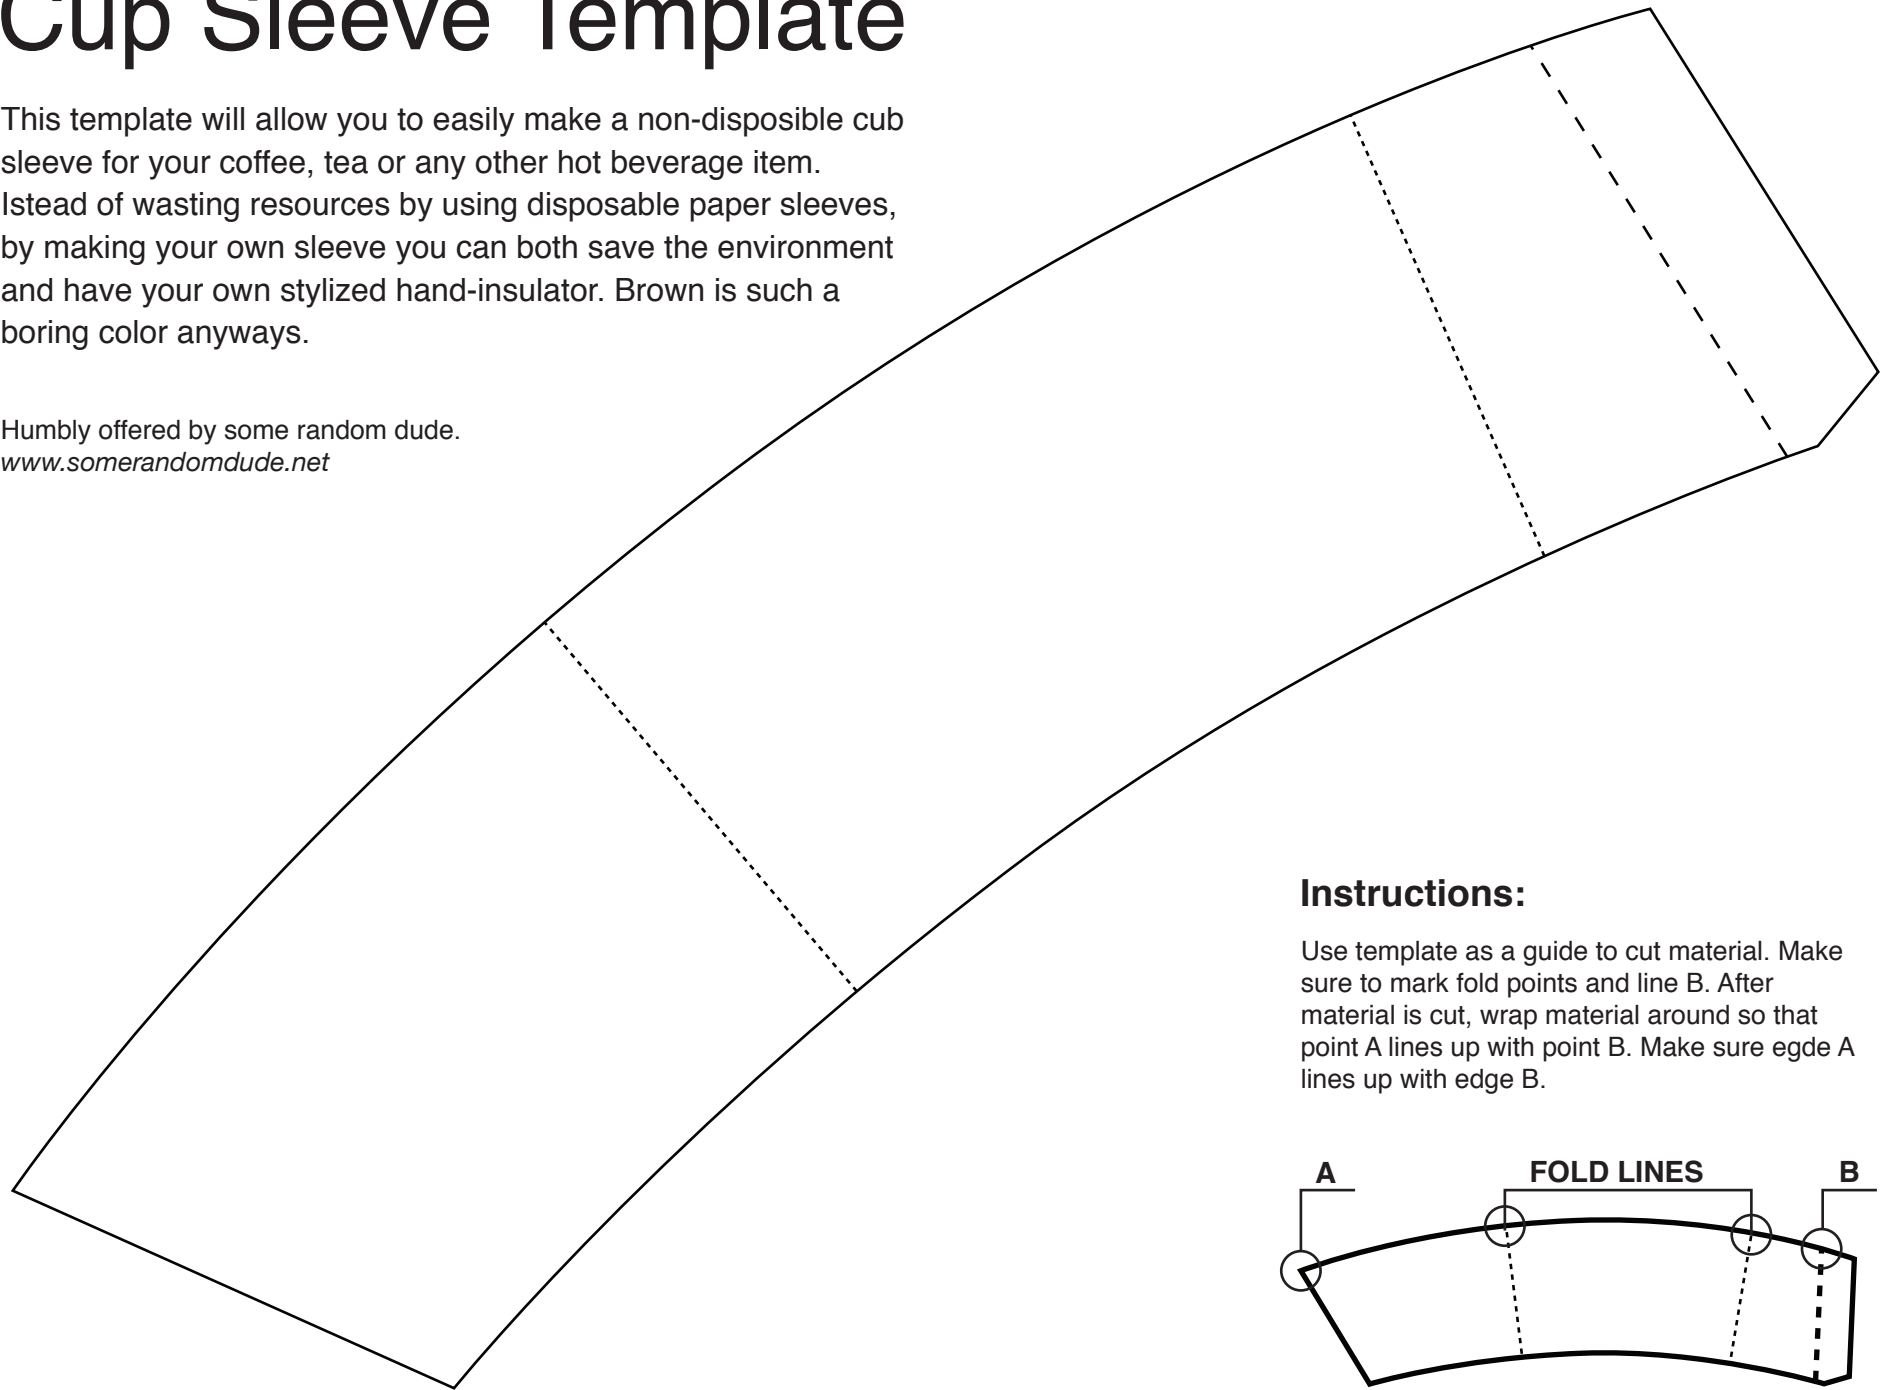 Cup Sleeve Template
This template will allow you to easily make a non-disposible cub
sleeve for your coffee, tea or any other hot beverage item.
Istead of wasting resources by using disposable paper sleeves,
by making your own sleeve you can both save the environment
and have your own stylized hand-insulator. Brown is such a
boring color anyways.
Humbly offered by some random dude.
www.somerandomdude.net
Instructions:
Use template as a guide to cut material. Make
sure to mark fold points and line B. After
material is cut, wrap material around so that
point A lines up with point B. Make sure egde A
lines up with edge B.
A FOLD LINES B